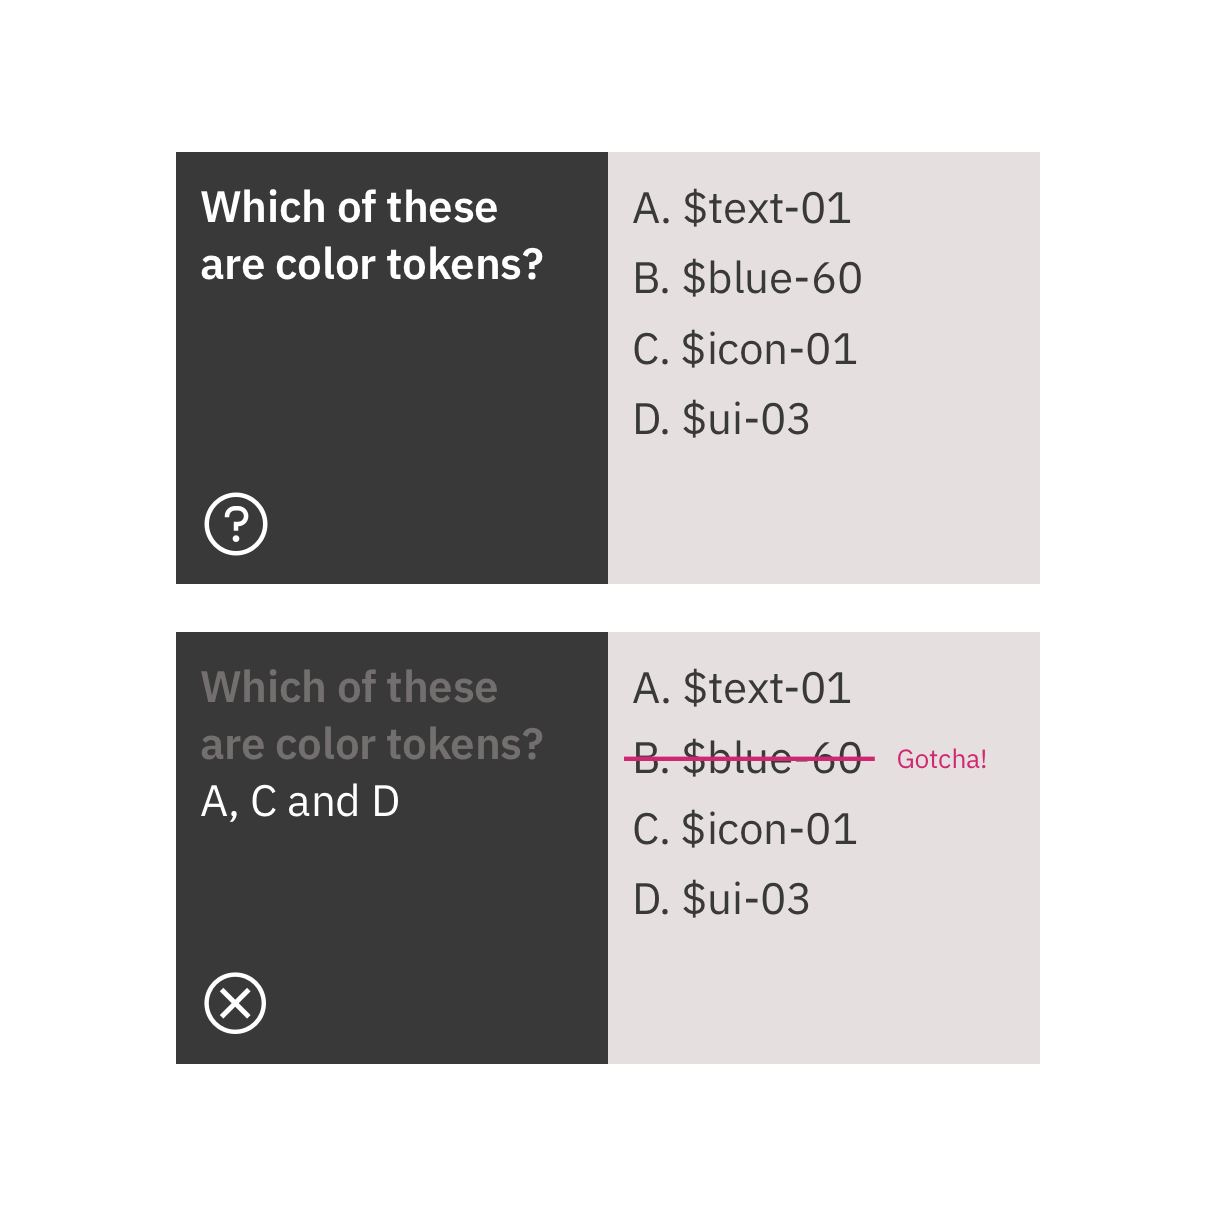 Which of these
are color tokens?
A. $text-01
B. $blue-60
C. $icon-01
D. $ui-03
?
Which of these
are color tokens?
A, C and D
A. $text-01
B. $blue-60 Gotcha!
C. $icon-01
D. $ui-03